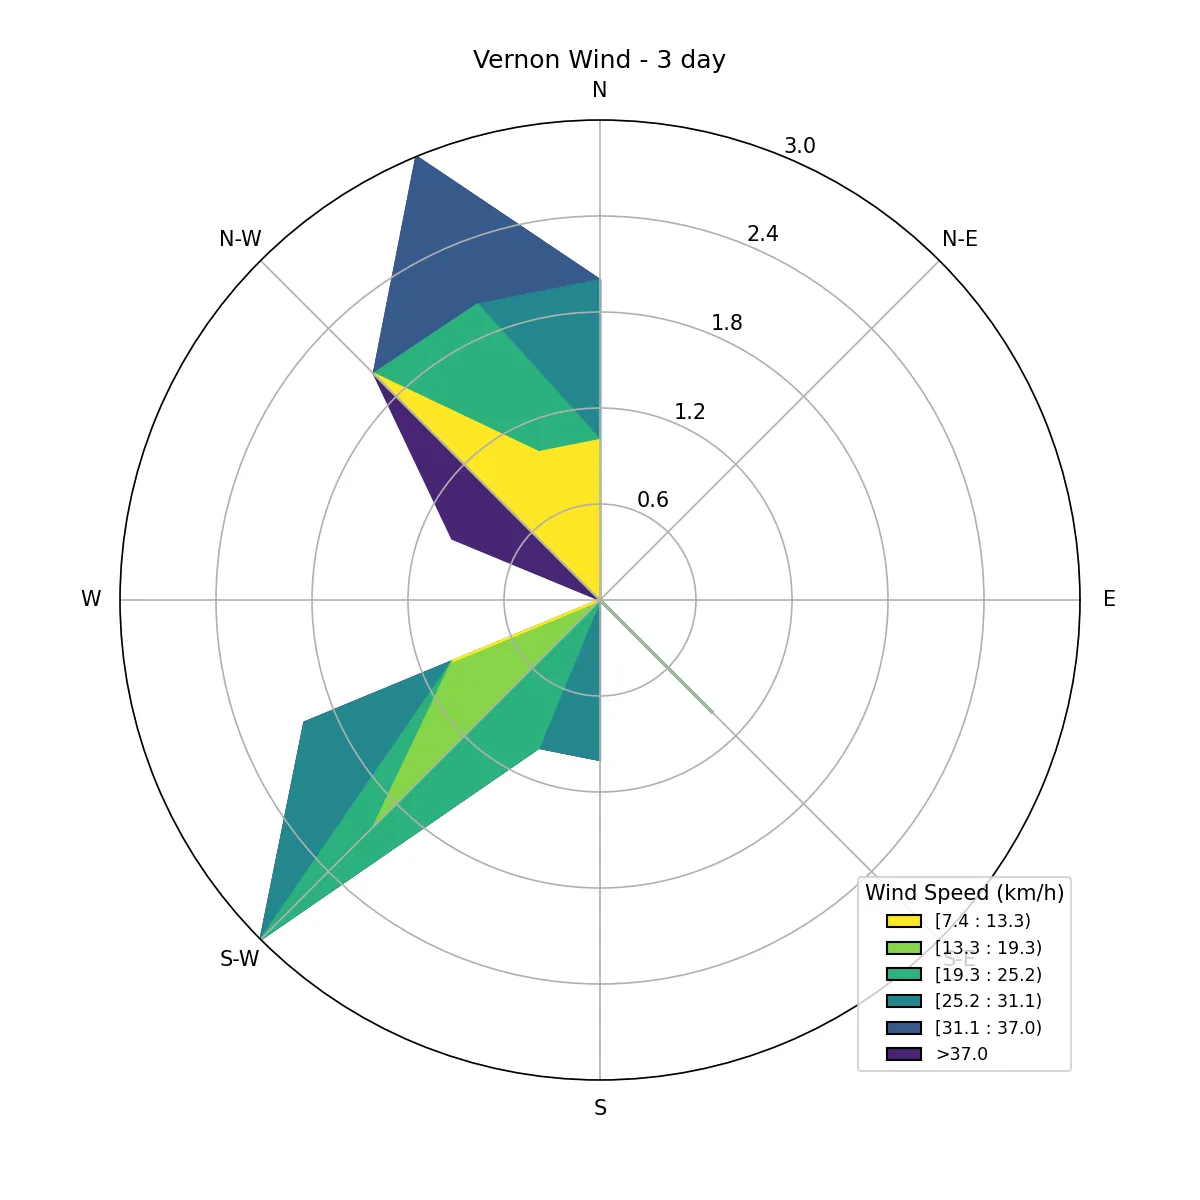 Vernon Wind - 3 day
N
3.0
N-W
2.4
N-E
1.8
1.2
0.6
W
E
Wind Speed (km/h)
[7.4 : 13.3)
[13.3 : 19.3)
S-W
S-E
[19.3 : 25.2)
[25.2 : 31.1)
[31.1 : 37.0)
>37.0
S